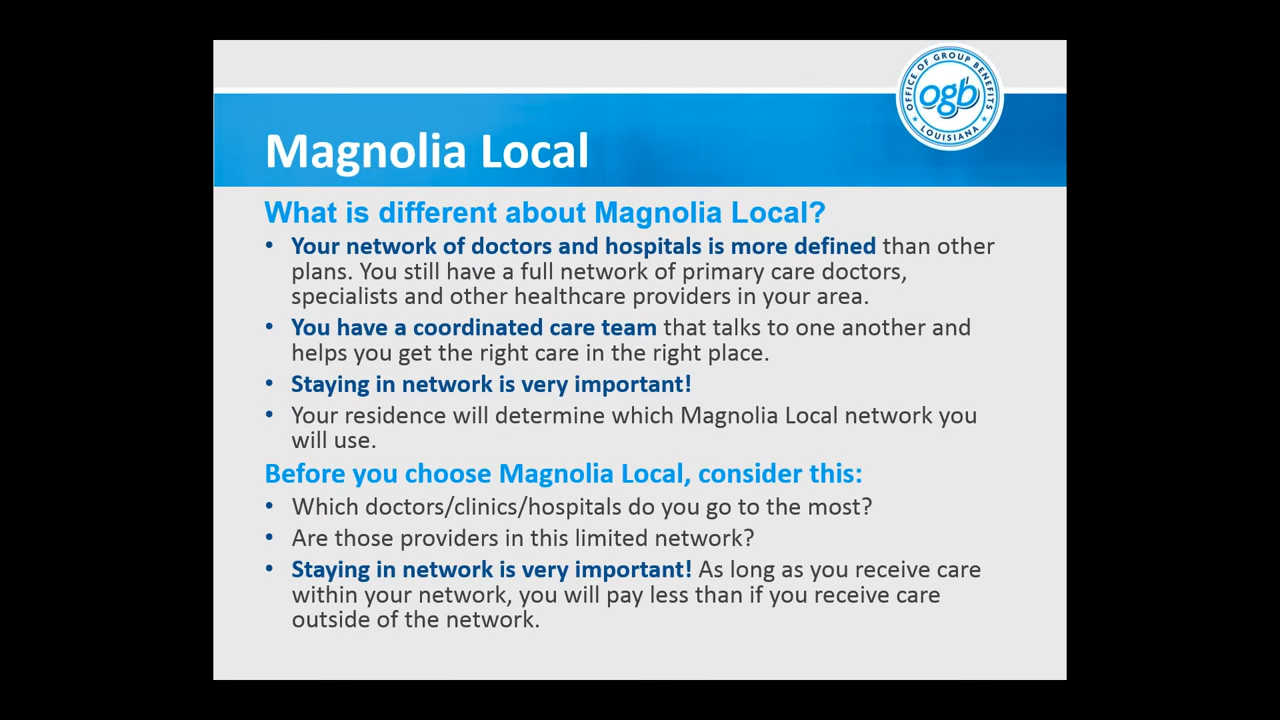 OFFICE OF GROUP BENEFITS
ogb
LOUISIANA
Magnolia Local
What is different about Magnolia Local?
• Your network of doctors and hospitals is more defined than other
plans. You still have a full network of primary care doctors,
specialists and other healthcare providers in your area.
• You have a coordinated care team that talks to one another and
helps you get the right care in the right place.
• Staying in network is very important!
• Your residence will determine which Magnolia Local network you
will use.
Before you choose Magnolia Local, consider this:
• Which doctors/clinics/hospitals do you go to the most?
• Are those providers in this limited network?
• Staying in network is very important! As long as you receive care
within your network, you will pay less than if you receive care
outside of the network.